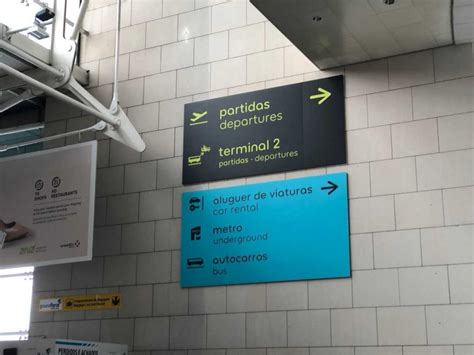 partidas
departures
terminal 2
partidas - departures
aluguer de viaturas
car rental
metro
underground
autocarros
bus